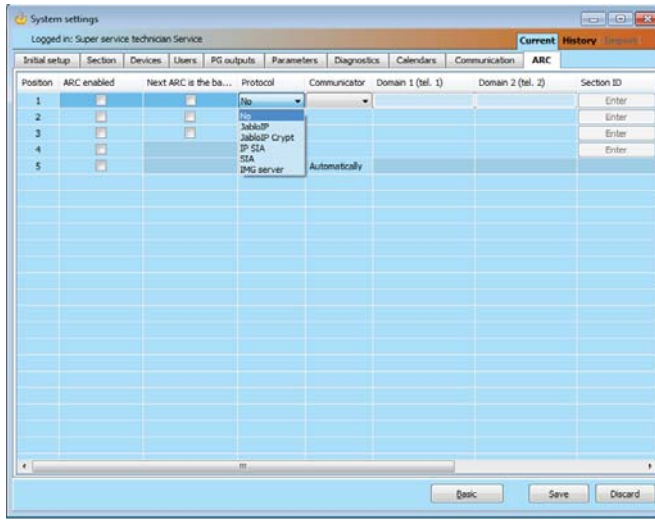 System settings
Logged in: Super service technician Service
Current History Import
Initial setup Section Devices Users PG outputs Parameters Diagnostics Calendars Communication ARC
Position ARC enabled Next ARC is the ba... Protocol Communicator Domain 1 (tel. 1) Domain 2 (tel. 2) Section ID
1 No Enter
2 No Enter
3 JabloIP Enter
JabloIP Crypt
4 IP SIA Enter
SIA
5 IMG server Automatically
Basic Save Discard